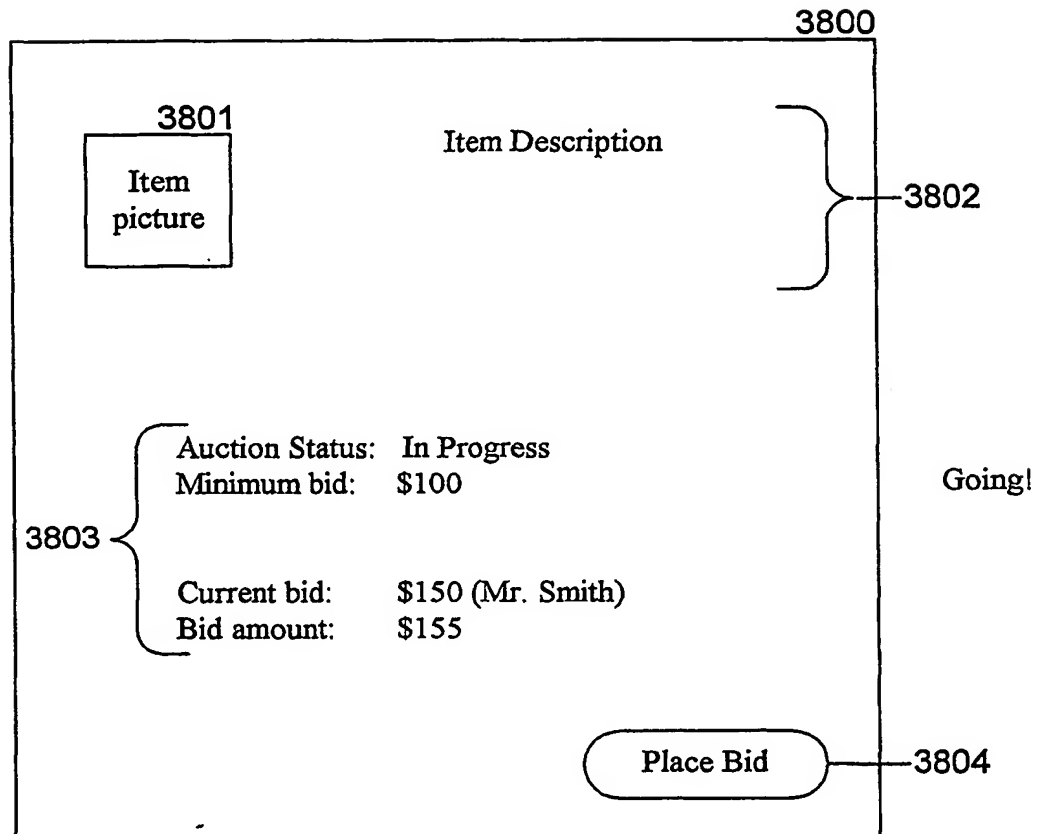 3800
3801
Item
picture
Item Description
3802
Auction Status: In Progress
Minimum bid: $100
Going!
3803
Current bid: $150 (Mr. Smith)
Bid amount: $155
Place Bid
3804